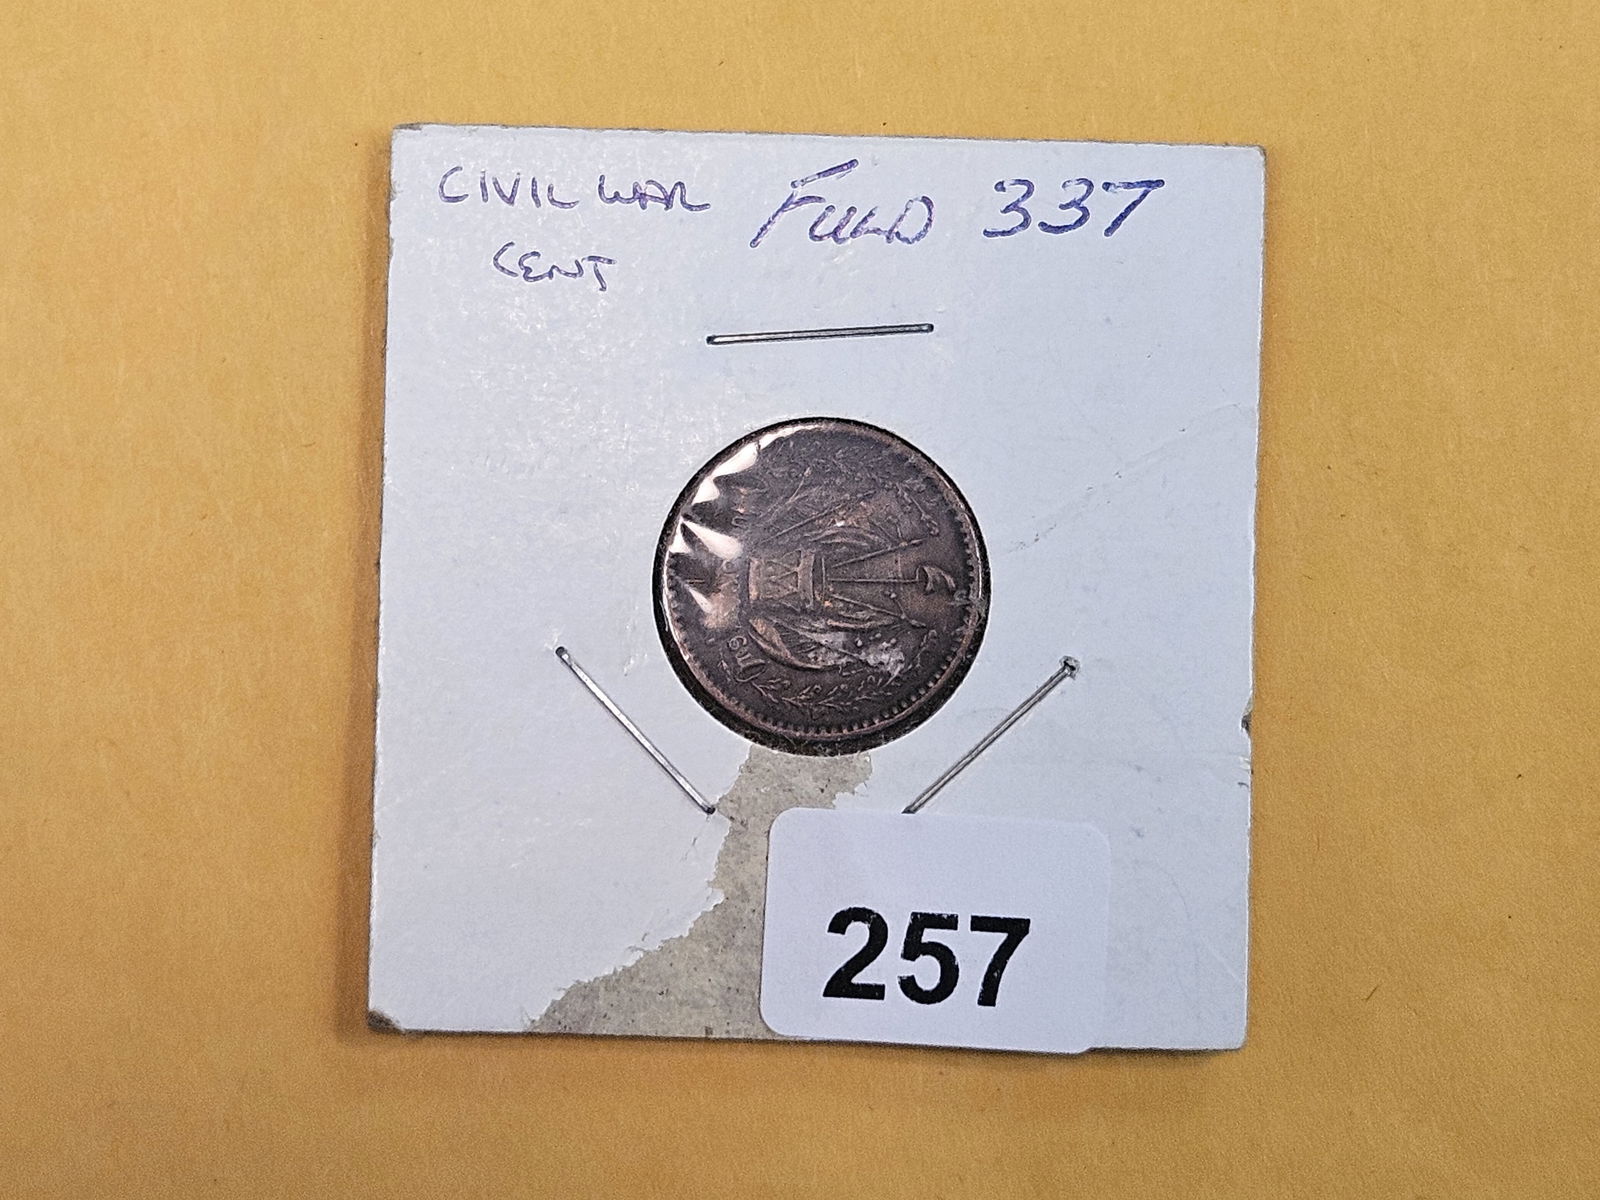 CIVIL WAR FULD 337
CENT
257